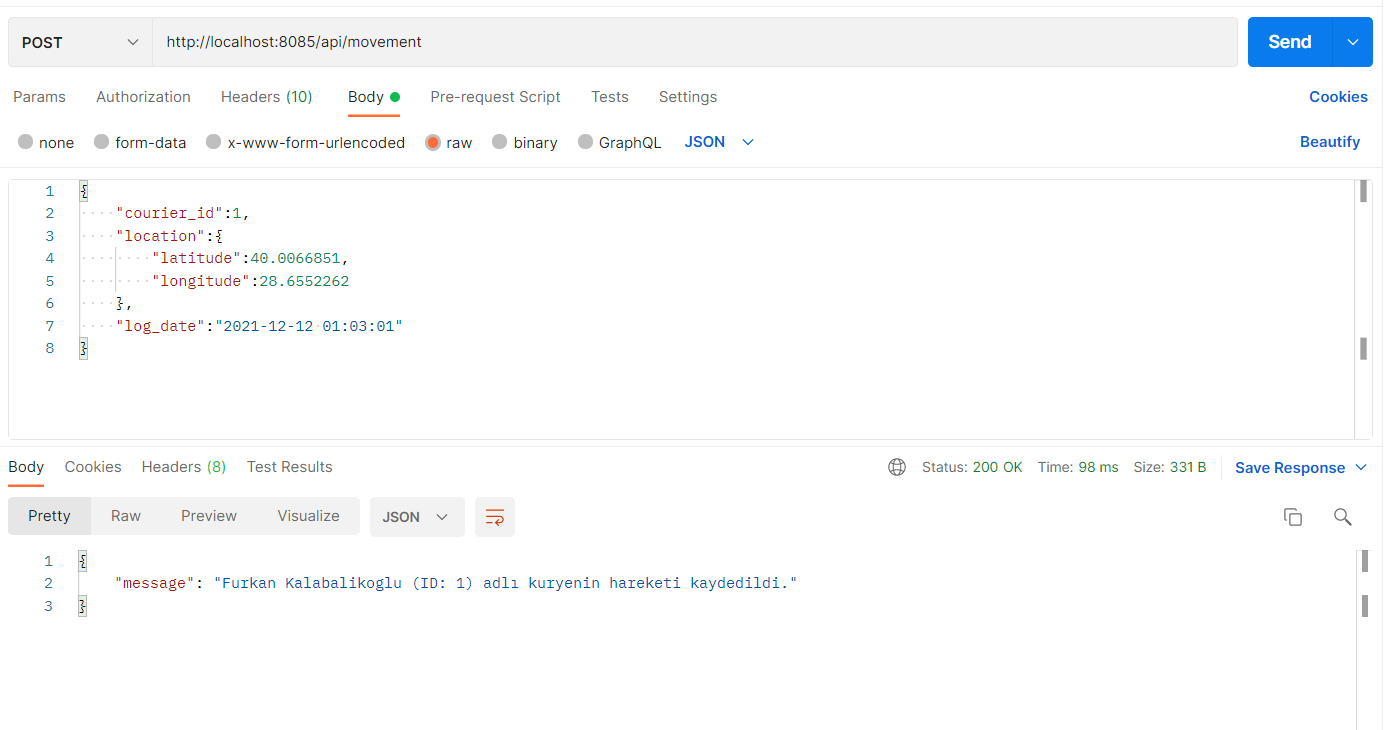 POST http://localhost:8085/api/movement Send
Params Authorization Headers (10) Body Pre-request Script Tests Settings Cookies
none form-data x-www-form-urlencoded raw binary GraphQL JSON Beautify
1 {
2 "courier_id":1,
3 "location":{
4 "latitude":40.0066851,
5 "longitude":28.6552262
6 },
7 "log_date":"2021-12-12 01:03:01"
8 }
Body Cookies Headers (8) Test Results Status: 200 OK Time: 98 ms Size: 331 B Save Response
Pretty Raw Preview Visualize JSON
1 {
2 "message": "Furkan Kalabalikoglu (ID: 1) adlı kuryenin hareketi kaydedildi."
3 }